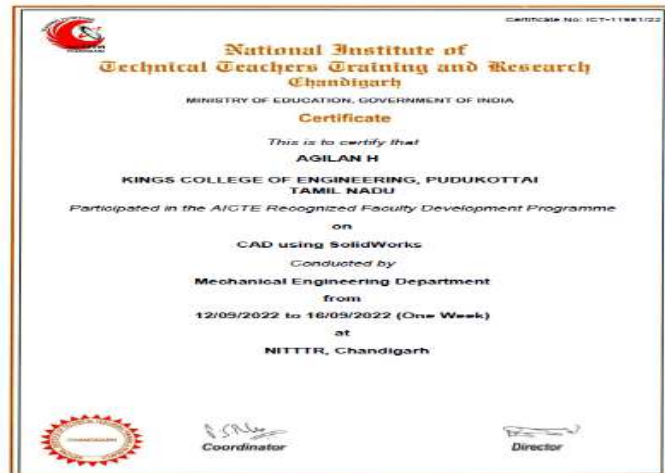 Certificate No: ICT-11981/22
National Institute of
Technical Teachers Training and Research
Chandigarh
MINISTRY OF EDUCATION, GOVERNMENT OF INDIA
Certificate
This is to certify that
AGILAN H
KINGS COLLEGE OF ENGINEERING, PUDUKOTTAI
TAMIL NADU
Participated in the AICTE Recognized Faculty Development Programme
on
CAD using SolidWorks
Conducted by
Mechanical Engineering Department
from
12/09/2022 to 16/09/2022 (One Week)
at
NITTTR, Chandigarh
CHANDIGARH
Coordinator
Director